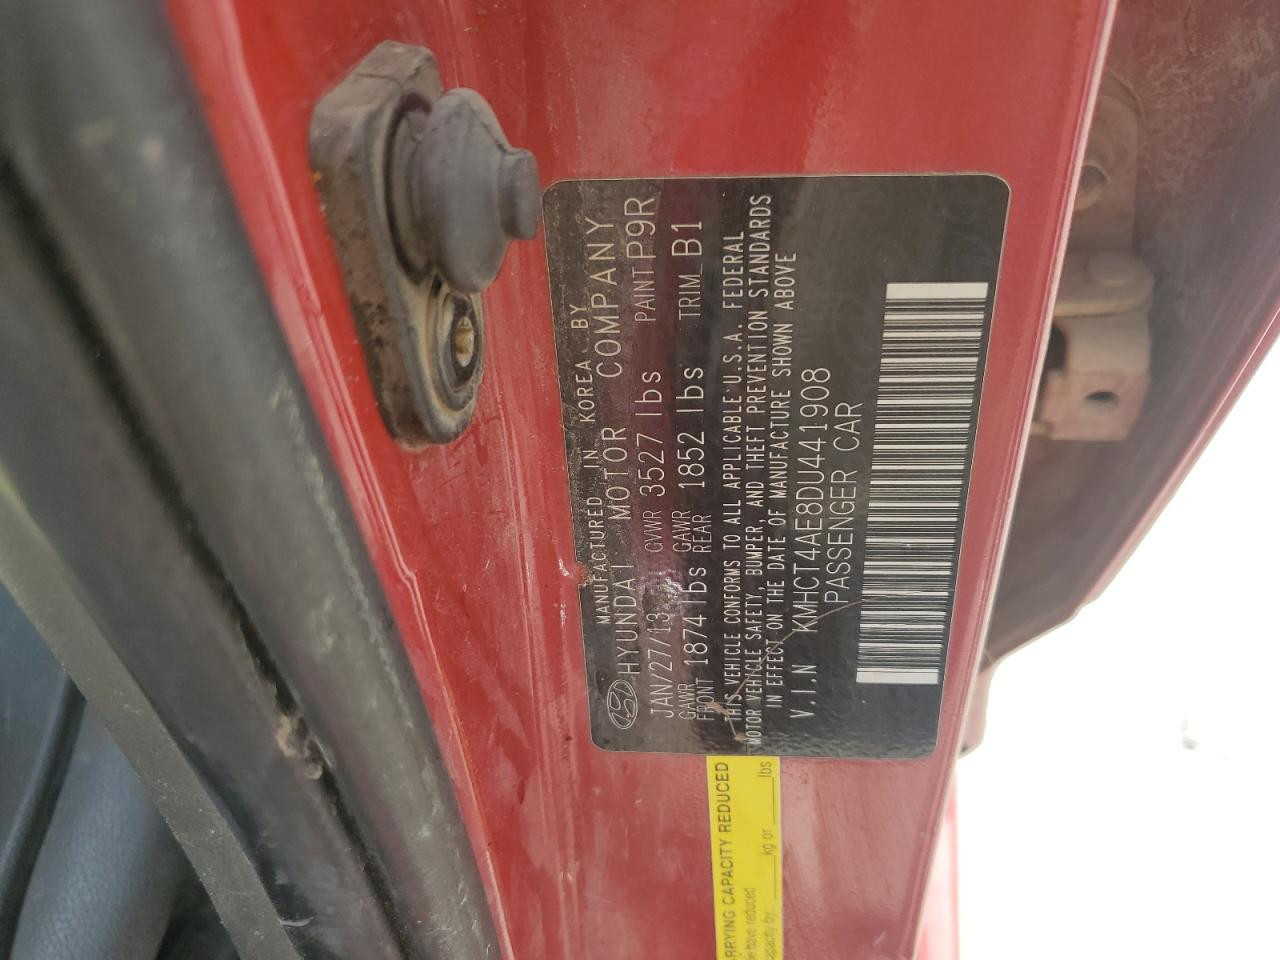 MANUFACTURED IN KOREA BY
HYUNDAI MOTOR COMPANY
JAN/27/13 GVWR 3527 lbs PAINT P9R
GAWR FRONT 1874 lbs GAWR REAR 1852 lbs TRIM B1
THIS VEHICLE CONFORMS TO ALL APPLICABLE U.S.A. FEDERAL
MOTOR VEHICLE SAFETY, BUMPER, AND THEFT PREVENTION STANDARDS
IN EFFECT ON THE DATE OF MANUFACTURE SHOWN ABOVE
V.I.N KMHCT4AE8DU441908
PASSENGER CAR
CAPACITY REDUCED
have reduced
kg or lbs